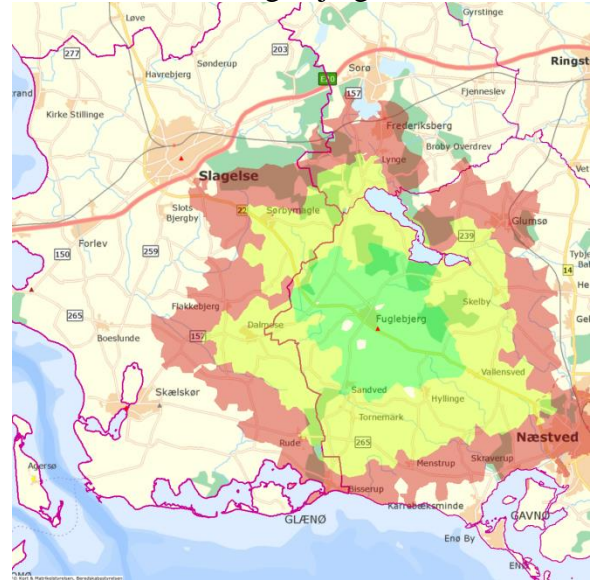 Løve
Gyrstinge
203
277
Sønderup
Havrebjerg
Sorø
Ringst
E20
157
Fjenneslev
Kirke Stillinge
Frederiksberg
Broby Overdrev
Lynge
Slagelse
Slots
Bjergby
22
Sørbymagle
Glumsø
Forlev
259
239
150
14
Flakkebjerg
Skelby
265
Fuglebjerg
Boeslunde
157
Dalmose
Vallensved
Sandved
Skælskør
Hyllinge
Tornemark
Næstved
Rude
265
Menstrup
Skraverup
Agersø
Bisserup
Karrebæksminde
GLÆNØ
GAVNØ
Enø By
ENØ